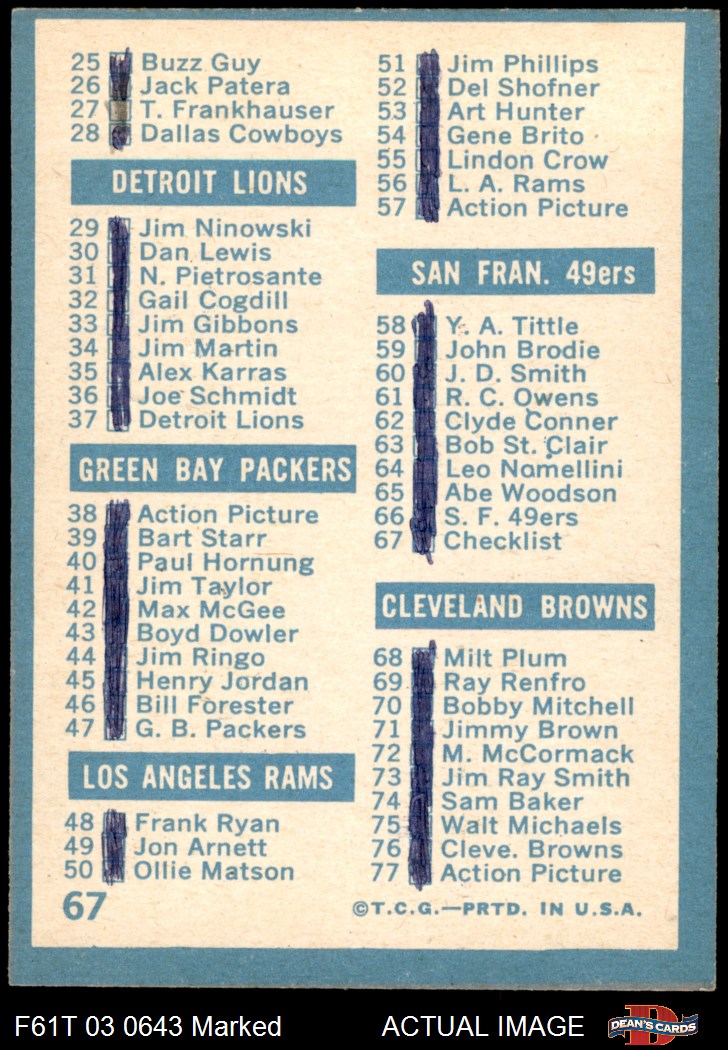 25 Buzz Guy
26 Jack Patera
27 T. Frankhauser
28 Dallas Cowboys
DETROIT LIONS
29 Jim Ninowski
30 Dan Lewis
31 N. Pietrosante
32 Gail Cogdill
33 Jim Gibbons
34 Jim Martin
35 Alex Karras
36 Joe Schmidt
37 Detroit Lions
GREEN BAY PACKERS
38 Action Picture
39 Bart Starr
40 Paul Hornung
41 Jim Taylor
42 Max McGee
43 Boyd Dowler
44 Jim Ringo
45 Henry Jordan
46 Bill Forester
47 G. B. Packers
LOS ANGELES RAMS
48 Frank Ryan
49 Jon Arnett
50 Ollie Matson
51 Jim Phillips
52 Del Shofner
53 Art Hunter
54 Gene Brito
55 Lindon Crow
56 L. A. Rams
57 Action Picture
SAN FRAN. 49ers
58 Y. A. Tittle
59 John Brodie
60 J. D. Smith
61 R. C. Owens
62 Clyde Conner
63 Bob St. Clair
64 Leo Nomellini
65 Abe Woodson
66 S. F. 49ers
67 Checklist
CLEVELAND BROWNS
68 Milt Plum
69 Ray Renfro
70 Bobby Mitchell
71 Jimmy Brown
72 M. McCormack
73 Jim Ray Smith
74 Sam Baker
75 Walt Michaels
76 Cleve. Browns
77 Action Picture
67
©T.C.G.—PRTD. IN U.S.A.
F61T 03 0643 Marked
ACTUAL IMAGE
D
DEAN'S CARDS